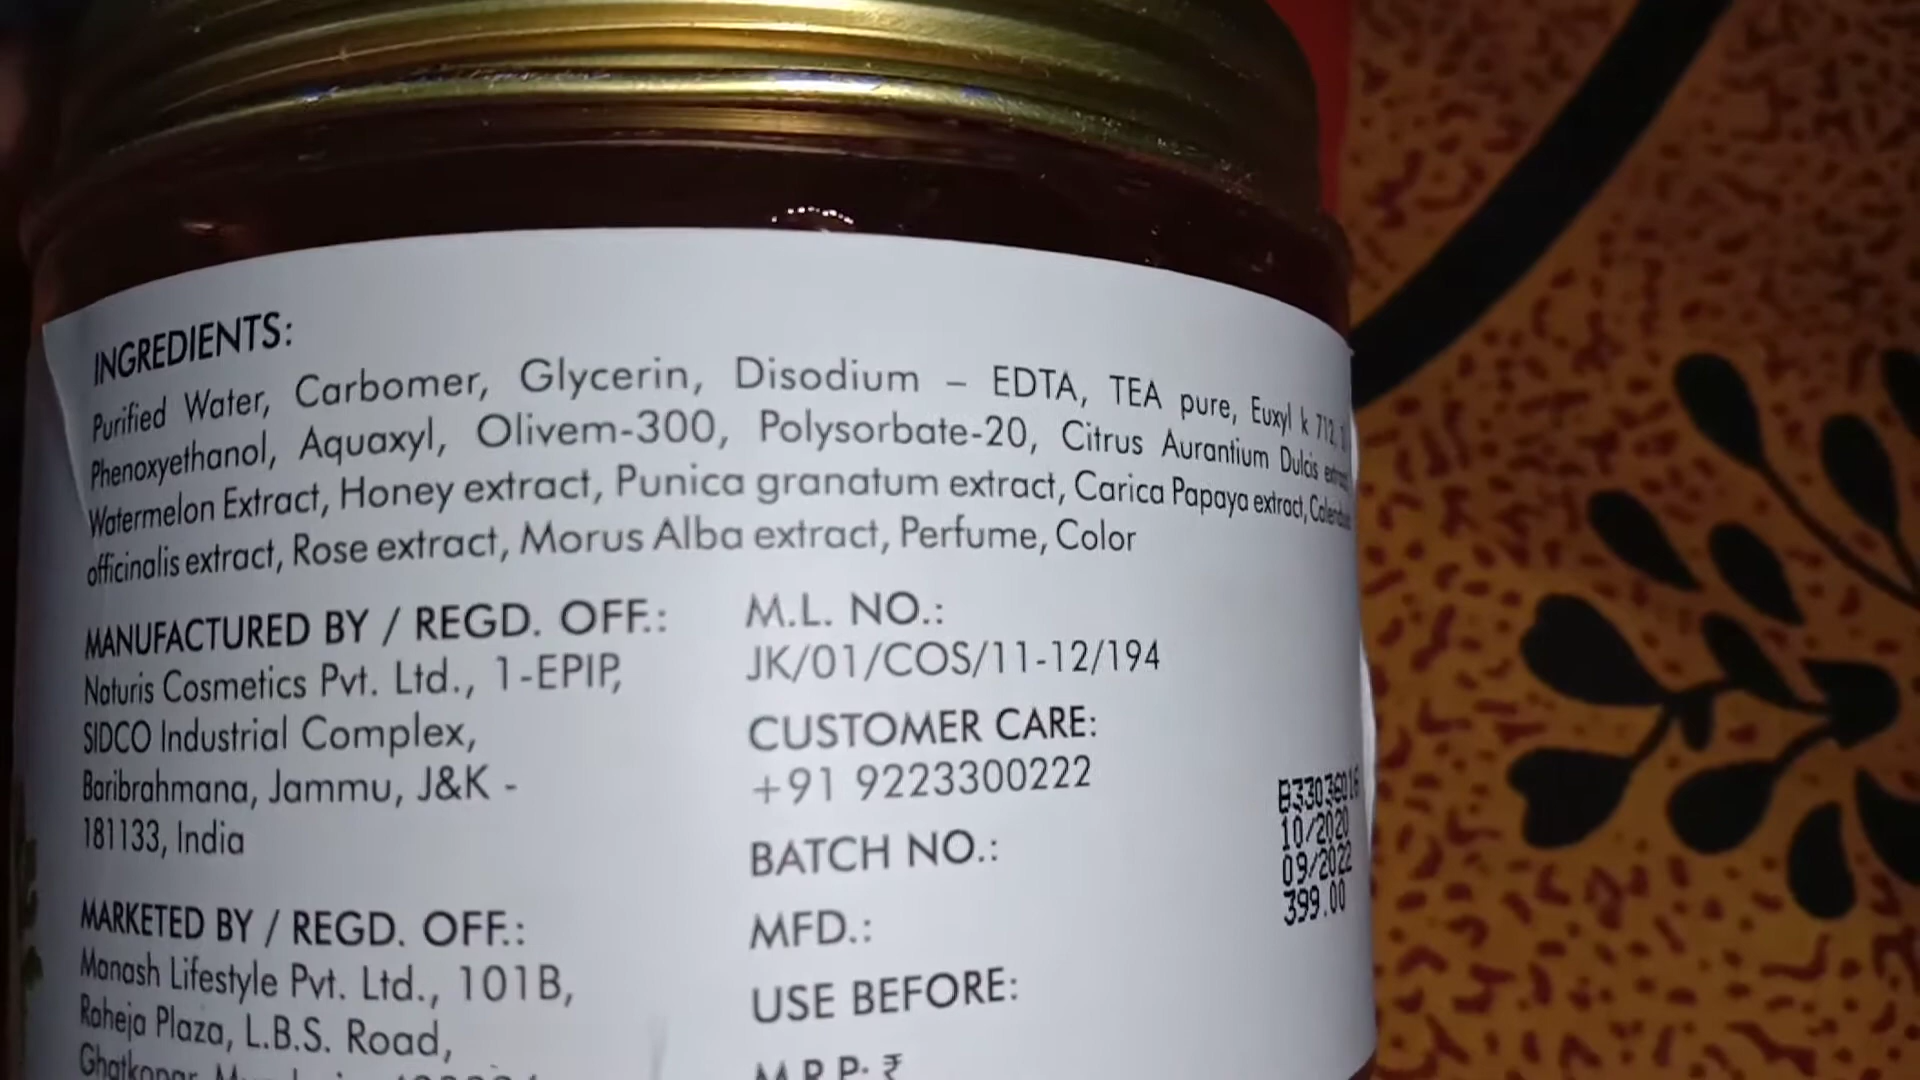 INGREDIENTS:
Purified Water, Carbomer, Glycerin, Disodium – EDTA, TEA pure, Euxyl k 712,
Phenoxyethanol, Aquaxyl, Olivem-300, Polysorbate-20, Citrus Aurantium Dulcis extract
Watermelon Extract, Honey extract, Punica granatum extract, Carica Papaya extract, Calendula
officinalis extract, Rose extract, Morus Alba extract, Perfume, Color
MANUFACTURED BY / REGD. OFF.:
Naturis Cosmetics Pvt. Ltd., 1-EPIP,
SIDCO Industrial Complex,
Baribrahmana, Jammu, J&K -
181133, India
MARKETED BY / REGD. OFF.:
Manash Lifestyle Pvt. Ltd., 101B,
Raheja Plaza, L.B.S. Road,
Ghatkopar
M.L. NO.:
JK/01/COS/11-12/194
CUSTOMER CARE:
+91 9223300222
BATCH NO.:
MFD.:
USE BEFORE:
M.R.P: ₹
10/2020
09/2022
399.00